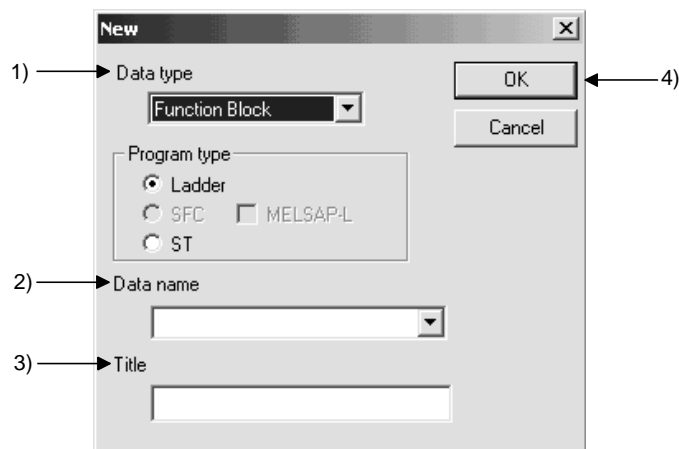 New
1)
Data type
OK
4)
Function Block
Cancel
Program type
Ladder
SFC MELSAP-L
ST
2)
Data name
3)
Title